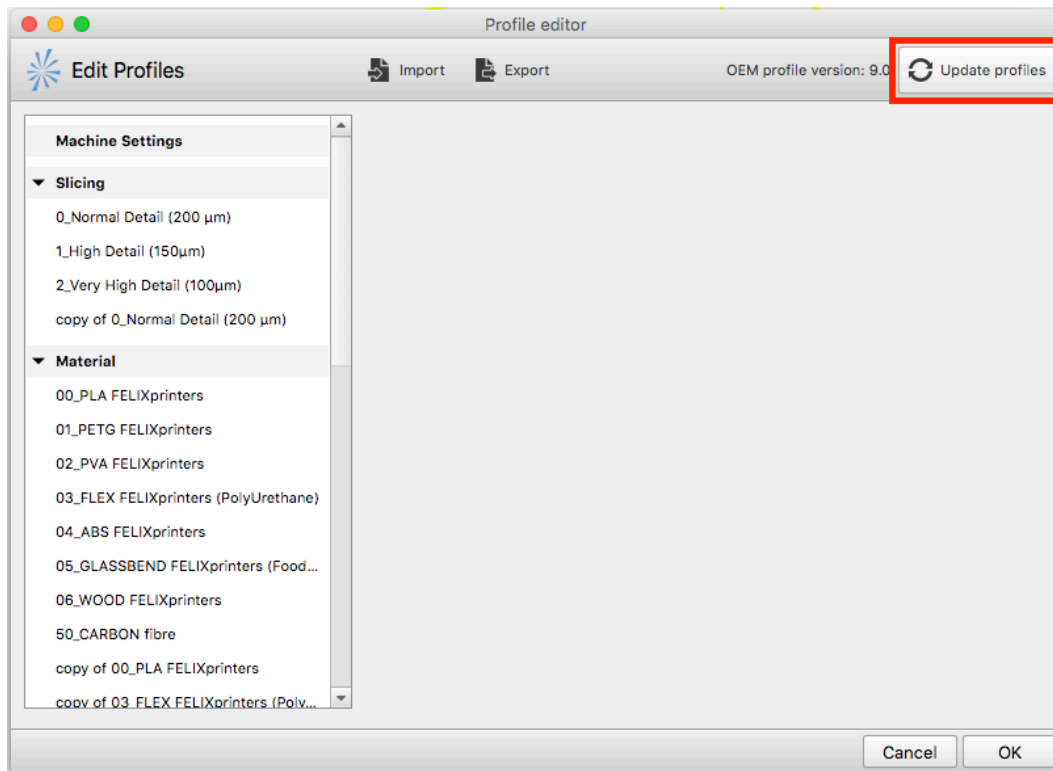 Profile editor
Edit Profiles
Import
Export
OEM profile version: 9.0
Update profiles
Machine Settings
Slicing
0_Normal Detail (200 µm)
1_High Detail (150µm)
2_Very High Detail (100µm)
copy of 0_Normal Detail (200 µm)
Material
00_PLA FELIXprinters
01_PETG FELIXprinters
02_PVA FELIXprinters
03_FLEX FELIXprinters (PolyUrethane)
04_ABS FELIXprinters
05_GLASSBEND FELIXprinters (Food...
06_WOOD FELIXprinters
50_CARBON fibre
copy of 00_PLA FELIXprinters
copy of 03_FLEX FELIXprinters (Poly...
Cancel
OK